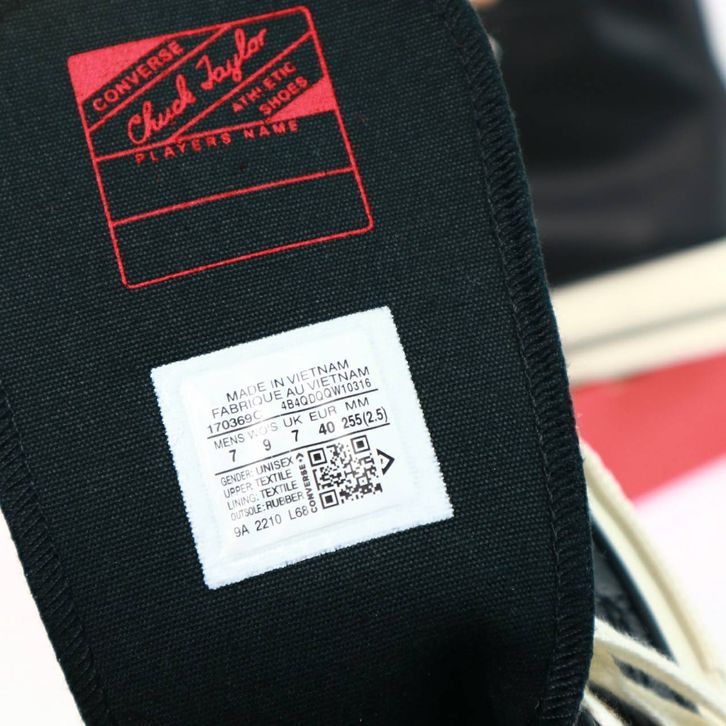 CONVERSE
Chuck Taylor
ATHLETIC
SHOES
PLAYERS NAME
MADE IN VIETNAM
FABRIQUE AU VIETNAM
170369C 4B4QDQQW10316
MENS WO'S UK EUR MM
7 9 7 40 255(2.5)
GENDER: UNISEX
UPPER: TEXTILE
LINING: TEXTILE
OUTSOLE: RUBBER
9A 2210 L68
CONVERSE